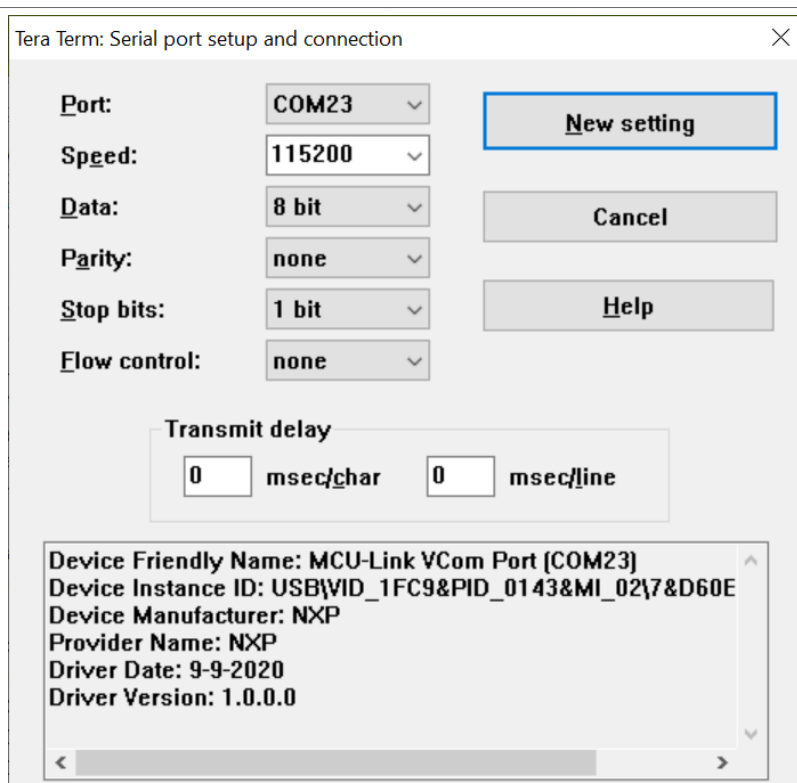 Tera Term: Serial port setup and connection
Port: COM23 New setting
Speed: 115200
Data: 8 bit Cancel
Parity: none
Stop bits: 1 bit Help
Flow control: none
Transmit delay
0 msec/char 0 msec/line
Device Friendly Name: MCU-Link VCom Port (COM23)
Device Instance ID: USB\VID_1FC9&PID_0143&MI_02\7&D60E
Device Manufacturer: NXP
Provider Name: NXP
Driver Date: 9-9-2020
Driver Version: 1.0.0.0